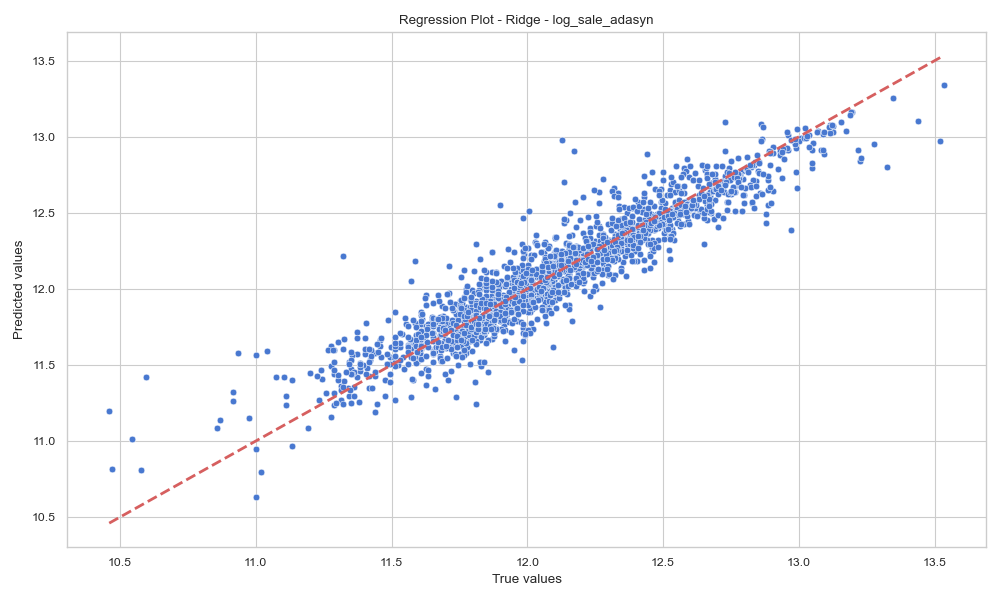 Regression Plot - Ridge - log_sale_adasyn
13.5
13.0
12.5
12.0
11.5
11.0
10.5
Predicted values
10.5 11.0 11.5 12.0 12.5 13.0 13.5
True values